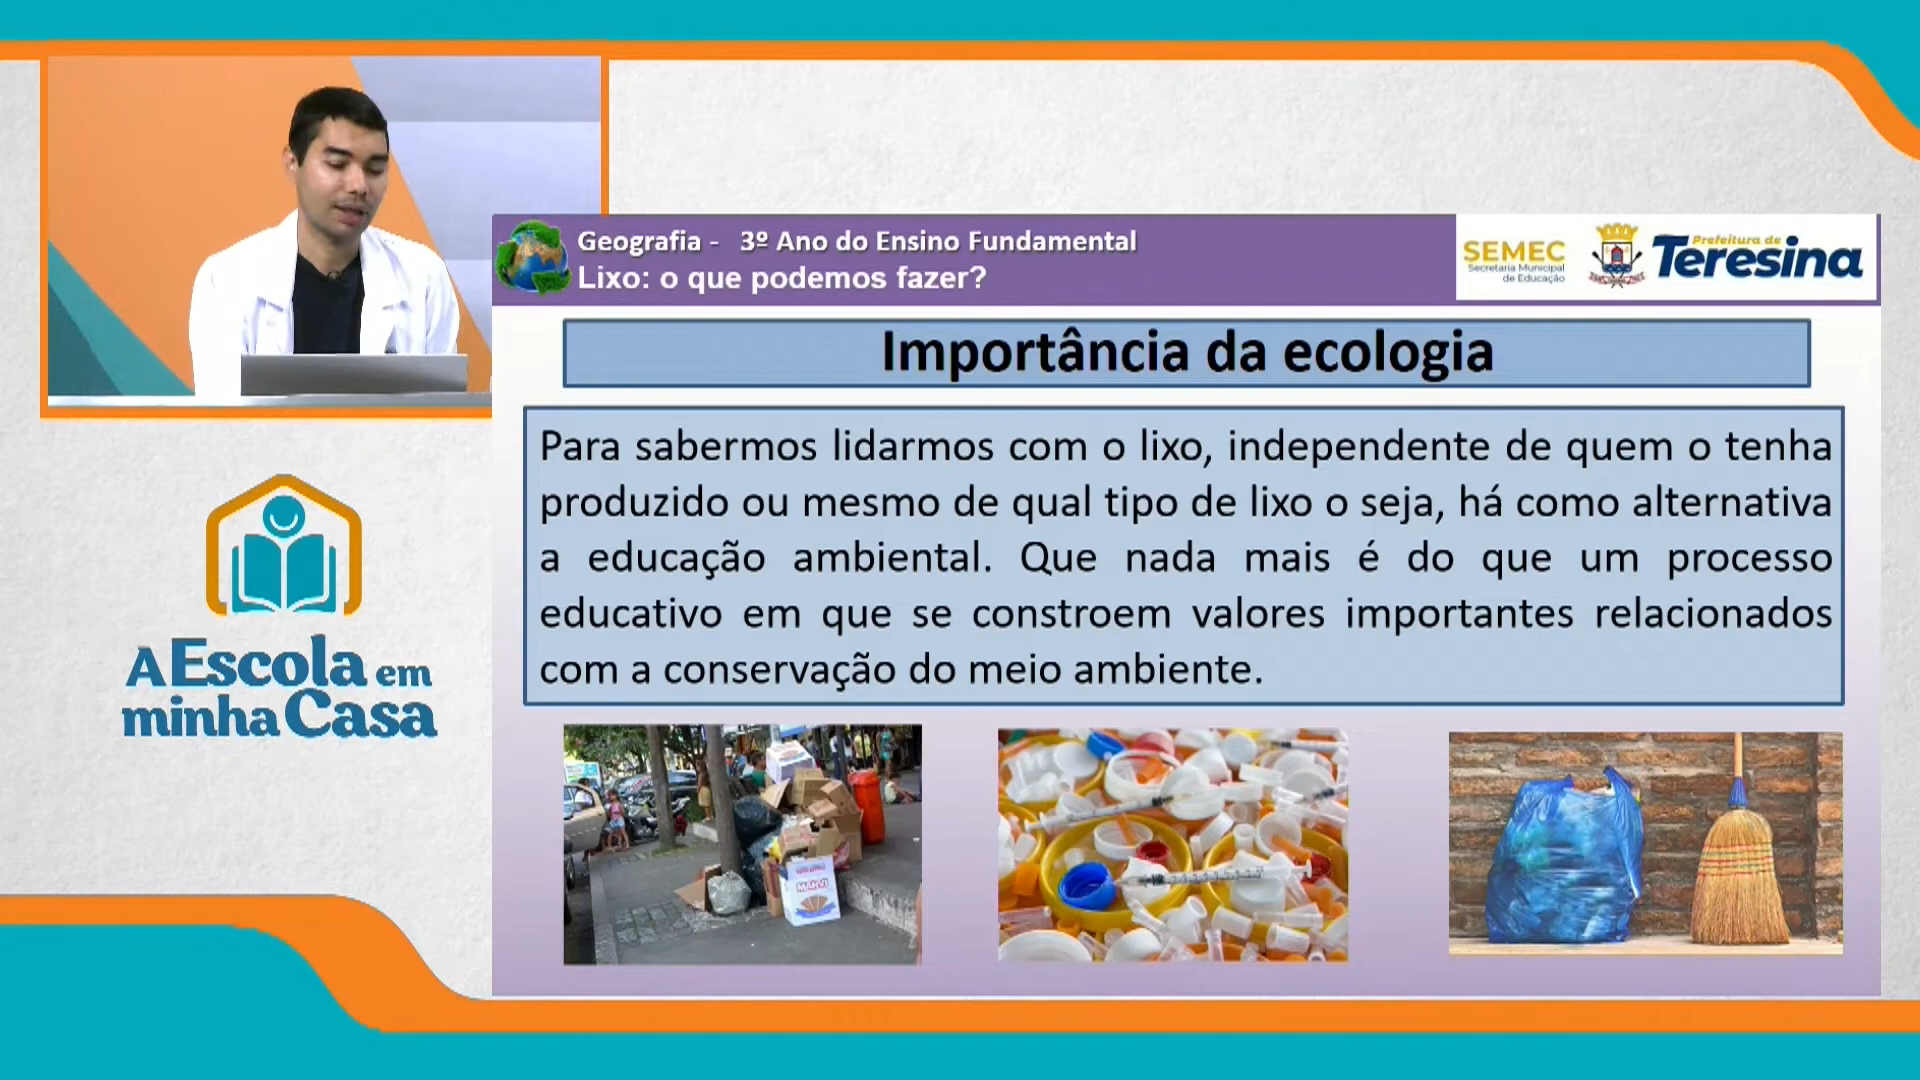 Geografia - 3º Ano do Ensino Fundamental
Lixo: o que podemos fazer?
SEMEC
Secretaria Municipal
de Educação
Prefeitura de
Teresina
Importância da ecologia
Para sabermos lidarmos com o lixo, independente de quem o tenha
produzido ou mesmo de qual tipo de lixo o seja, há como alternativa
a educação ambiental. Que nada mais é do que um processo
educativo em que se constroem valores importantes relacionados
com a conservação do meio ambiente.
A Escola em
minha Casa